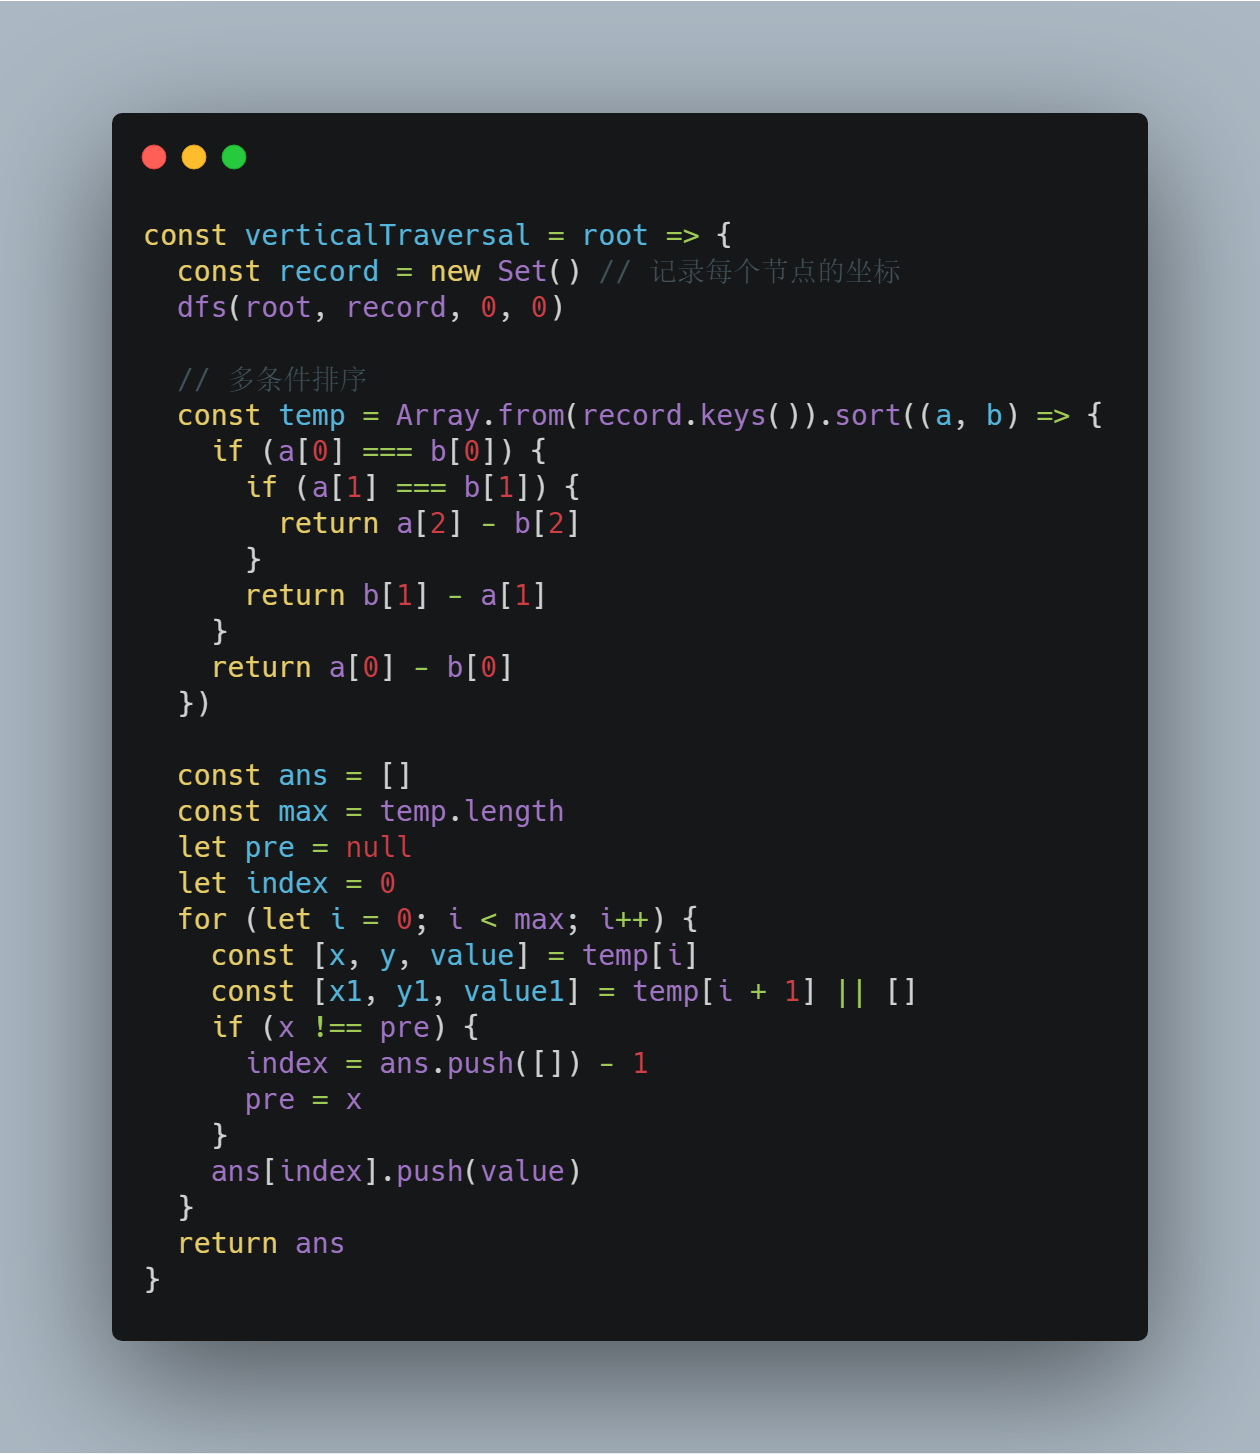 const verticalTraversal = root => {
  const record = new Set() // 记录每个节点的坐标
  dfs(root, record, 0, 0)

  // 多条件排序
  const temp = Array.from(record.keys()).sort((a, b) => {
    if (a[0] === b[0]) {
      if (a[1] === b[1]) {
        return a[2] - b[2]
      }
      return b[1] - a[1]
    }
    return a[0] - b[0]
  })

  const ans = []
  const max = temp.length
  let pre = null
  let index = 0
  for (let i = 0; i < max; i++) {
    const [x, y, value] = temp[i]
    const [x1, y1, value1] = temp[i + 1] || []
    if (x !== pre) {
      index = ans.push([]) - 1
      pre = x
    }
    ans[index].push(value)
  }
  return ans
}